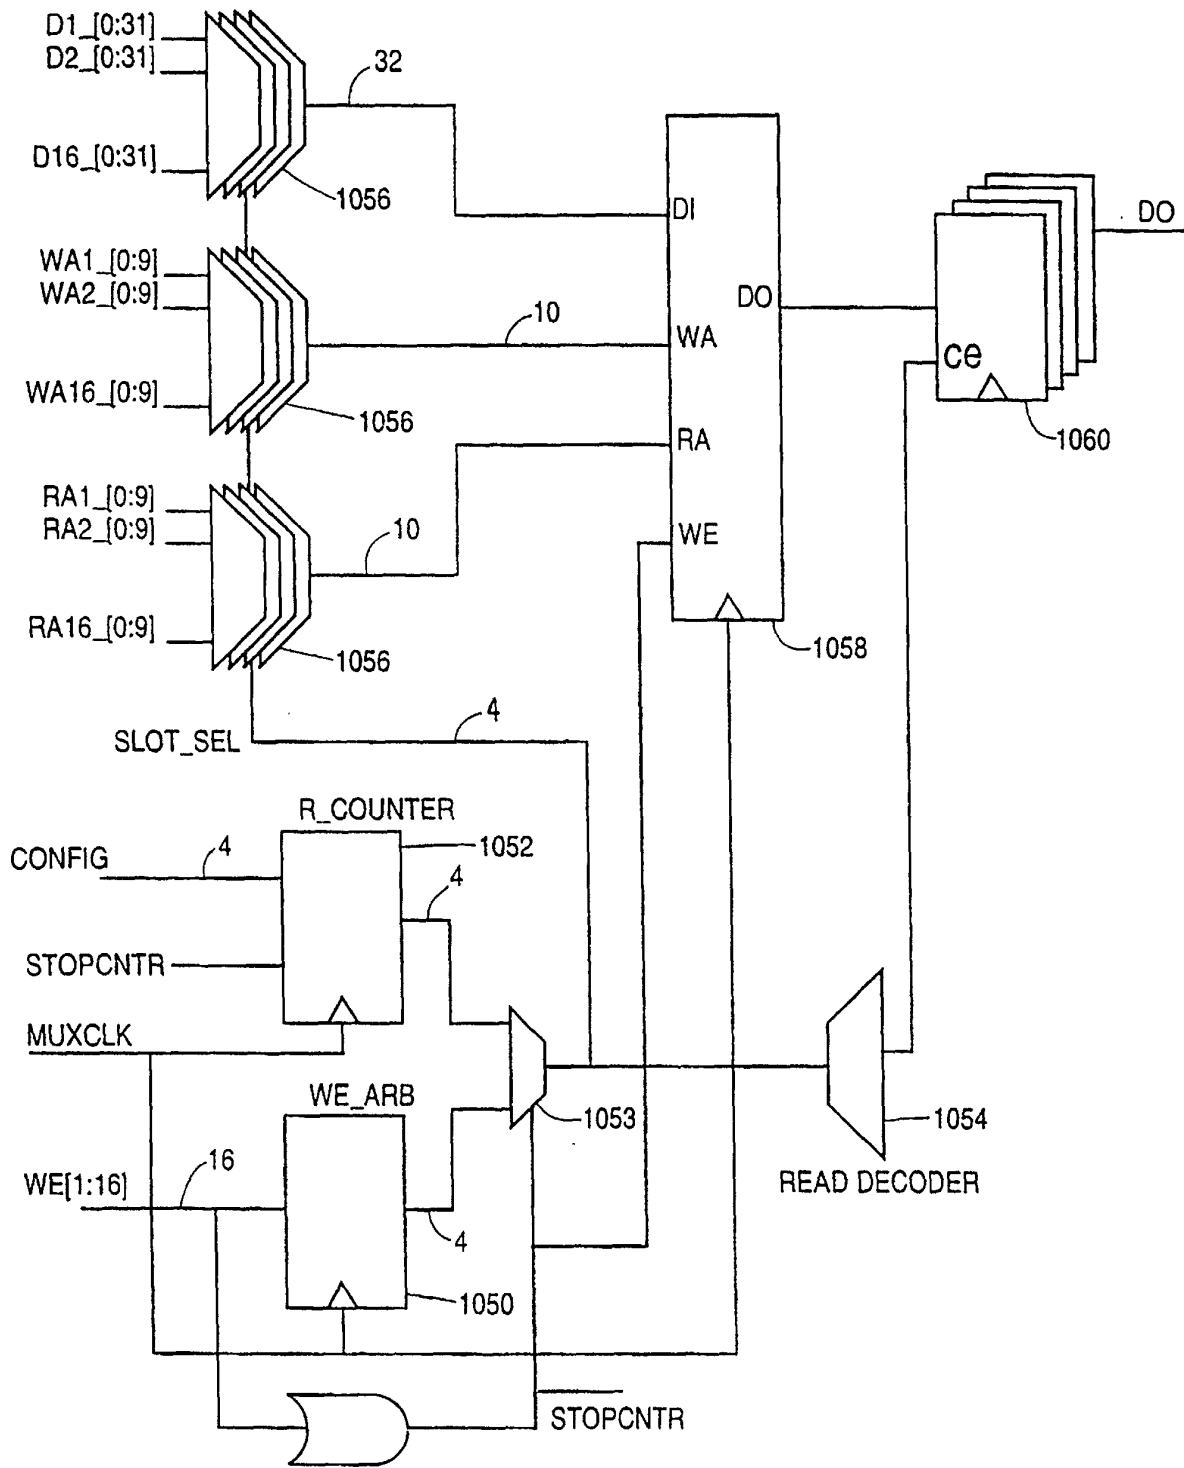 D1_[0:31]
D2_[0:31]
D16_[0:31]
32
1056
WA1_[0:9]
WA2_[0:9]
WA16_[0:9]
10
1056
RA1_[0:9]
RA2_[0:9]
RA16_[0:9]
10
1056
DI
WA
RA
WE
DO
1058
ce
1060
DO
SLOT_SEL
4
R_COUNTER
1052
CONFIG
4
4
STOPCNTR
MUXCLK
WE_ARB
1053
1054
READ DECODER
WE[1:16]
16
4
1050
STOPCNTR